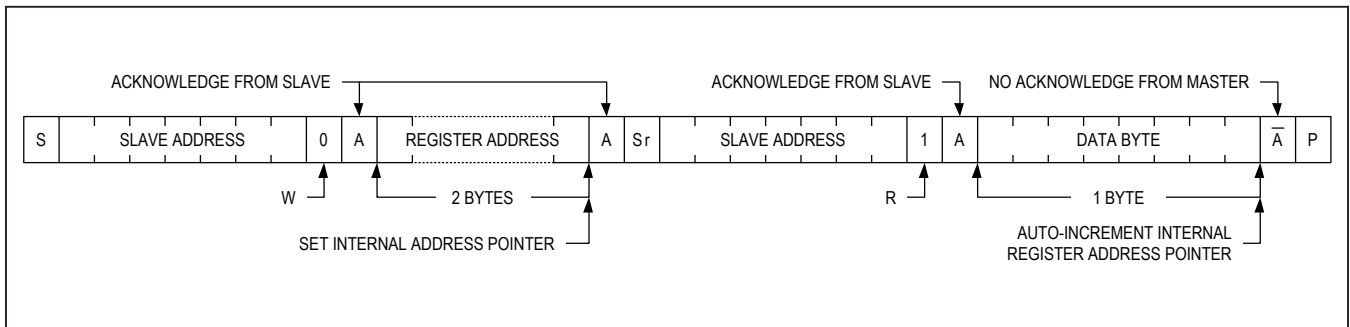 ACKNOWLEDGE FROM SLAVE
ACKNOWLEDGE FROM SLAVE
NO ACKNOWLEDGE FROM MASTER
S
SLAVE ADDRESS
0
A
REGISTER ADDRESS
A
Sr
SLAVE ADDRESS
1
A
DATA BYTE
A̅
P
W
2 BYTES
R
1 BYTE
SET INTERNAL ADDRESS POINTER
AUTO-INCREMENT INTERNAL
REGISTER ADDRESS POINTER